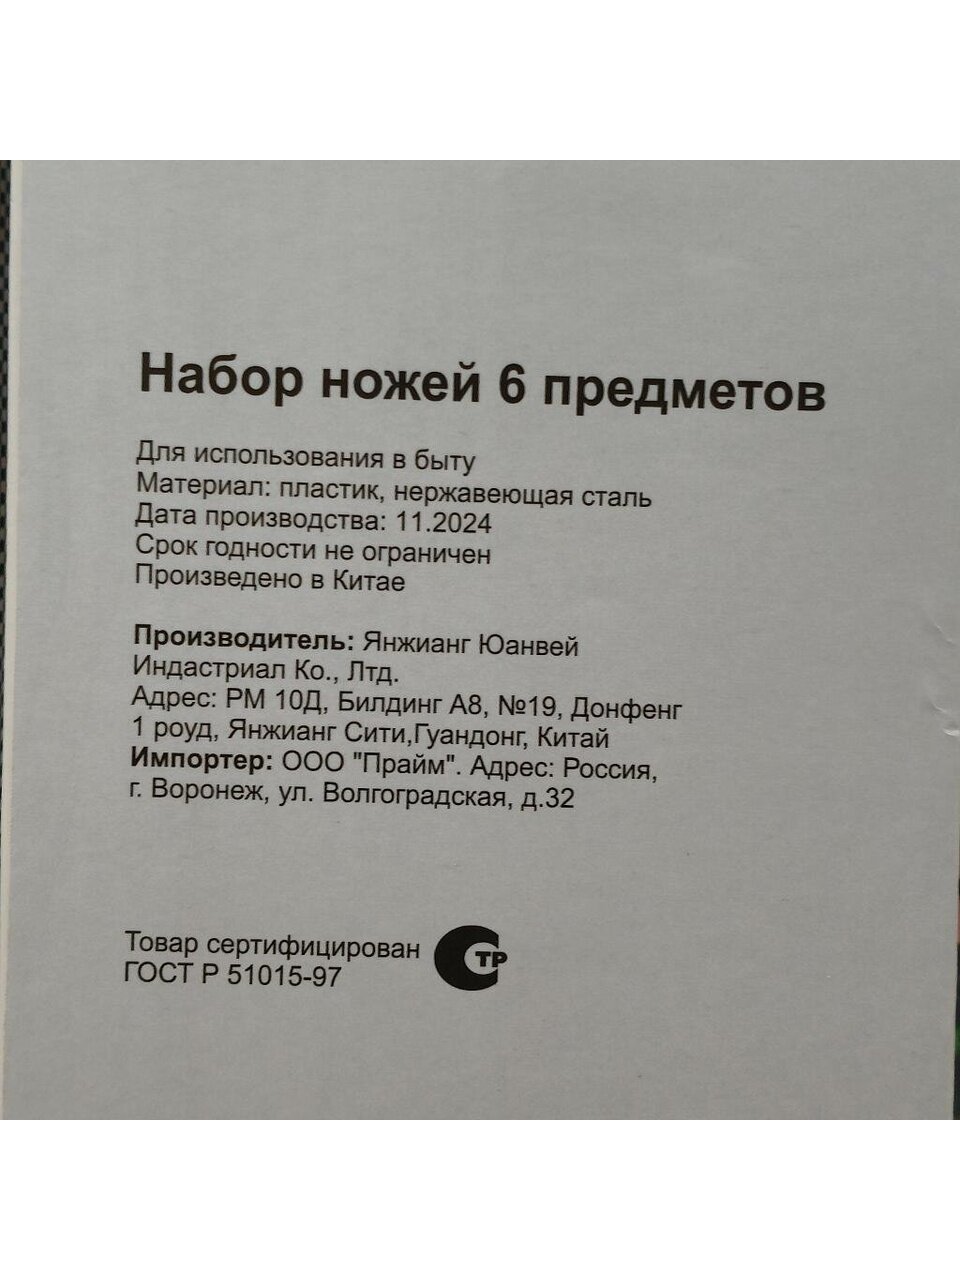 Набор ножей 6 предметов
Для использования в быту
Материал: пластик, нержавеющая сталь
Дата производства: 11.2024
Срок годности не ограничен
Произведено в Китае
Производитель: Янжианг Юанвей
Индастриал Ко., Лтд.
Адрес: РМ 10Д, Билдинг А8, №19, Донфенг
1 роуд, Янжианг Сити,Гуандонг, Китай
Импортер: ООО "Прайм". Адрес: Россия,
г. Воронеж, ул. Волгоградская, д.32
Товар сертифицирован
ГОСТ Р 51015-97
СТР